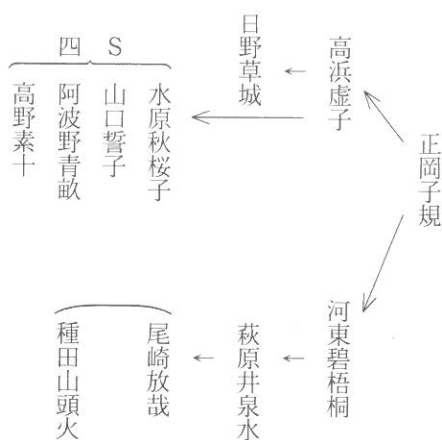 正岡子規
高浜虚子
河東碧梧桐
日野草城
萩原井泉水
水原秋桜子
山口誓子
阿波野青畝
高野素十
四S
尾崎放哉
種田山頭火